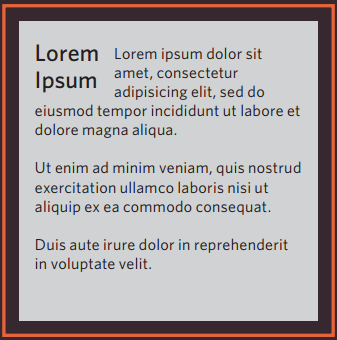 Lorem
Ipsum
Lorem ipsum dolor sit
amet, consectetur
adipisicing elit, sed do
eiusmod tempor incididunt ut labore et
dolore magna aliqua.
Ut enim ad minim veniam, quis nostrud
exercitation ullamco laboris nisi ut
aliquip ex ea commodo consequat.
Duis aute irure dolor in reprehenderit
in voluptate velit.